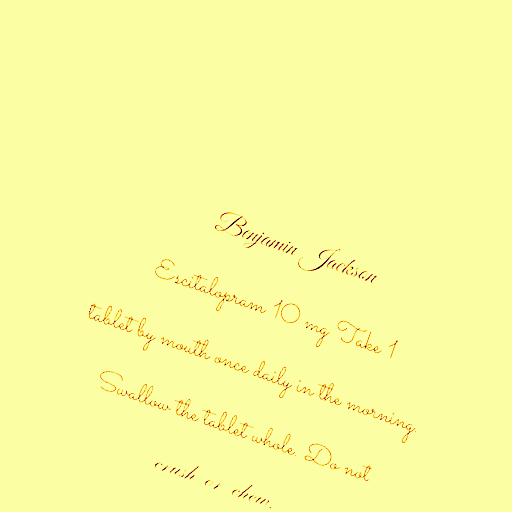 Benjamin Jackson
Escitalopram 10 mg Take 1
tablet by mouth once daily in the morning.
Swallow the tablet whole. Do not
crush or chew.